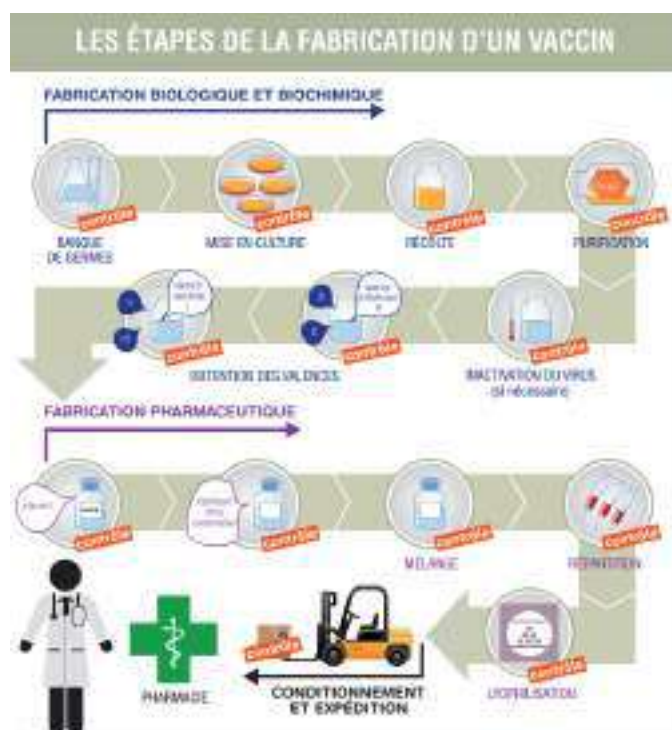 LES ÉTAPES DE LA FABRICATION D'UN VACCIN
FABRICATION BIOLOGIQUE ET BIOCHIMIQUE
contrôle
contrôle
contrôle
contrôle
BANQUE
DE GERMES
MISE EN CULTURE
RÉCOLTE
PURIFICATION
contrôle
contrôle
contrôle
OBTENTION DES VALENCES
INACTIVATION DU VIRUS
(si nécessaire)
FABRICATION PHARMACEUTIQUE
contrôle
contrôle
contrôle
contrôle
MÉLANGE
RÉPARTITION
contrôle
contrôle
PHARMACIE
CONDITIONNEMENT
ET EXPÉDITION
LYOPHILISATION